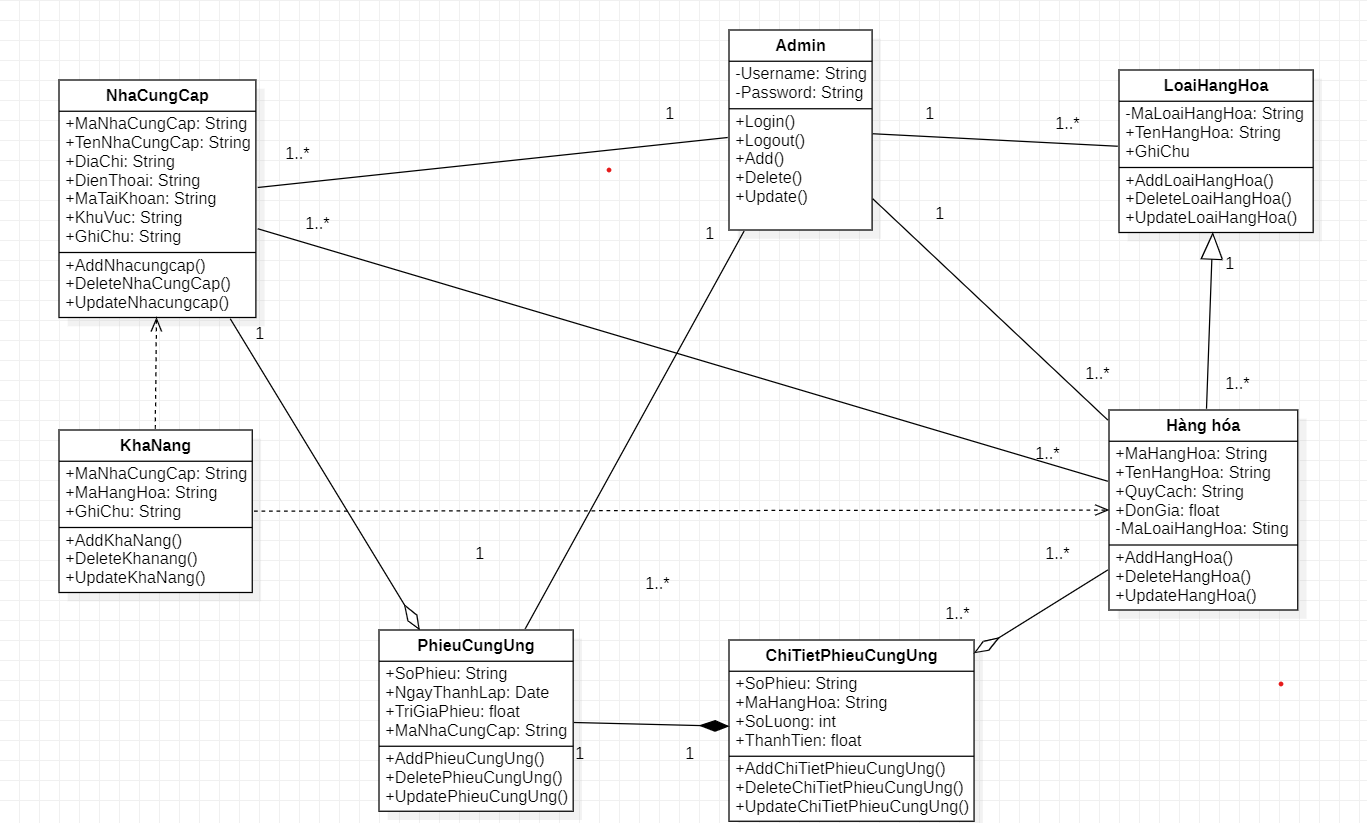 Admin
-Username: String
-Password: String
+Login()
+Logout()
+Add()
+Delete()
+Update()
NhaCungCap
+MaNhaCungCap: String
+TenNhaCungCap: String
+DiaChi: String
+DienThoai: String
+MaTaiKhoan: String
+KhuVuc: String
+GhiChu: String
+AddNhacungcap()
+DeleteNhaCungCap()
+UpdateNhacungcap()
LoaiHangHoa
-MaLoaiHangHoa: String
+TenHangHoa: String
+GhiChu
+AddLoaiHangHoa()
+DeleteLoaiHangHoa()
+UpdateLoaiHangHoa()
1
1..*
1
1..*
1..*
1
1
1
1..*
1..*
1
1..*
KhaNang
+MaNhaCungCap: String
+MaHangHoa: String
+GhiChu: String
+AddKhaNang()
+DeleteKhanang()
+UpdateKhaNang()
Hàng hóa
+MaHangHoa: String
+TenHangHoa: String
+QuyCach: String
+DonGia: float
-MaLoaiHangHoa: Sting
+AddHangHoa()
+DeleteHangHoa()
+UpdateHangHoa()
1..*
1
1..*
1..*
1..*
PhieuCungUng
+SoPhieu: String
+NgayThanhLap: Date
+TriGiaPhieu: float
+MaNhaCungCap: String
+AddPhieuCungUng()
+DeletePhieuCungUng()
+UpdatePhieuCungUng()
1
1
ChiTietPhieuCungUng
+SoPhieu: String
+MaHangHoa: String
+SoLuong: int
+ThanhTien: float
+AddChiTietPhieuCungUng()
+DeleteChiTietPhieuCungUng()
+UpdateChiTietPhieuCungUng()